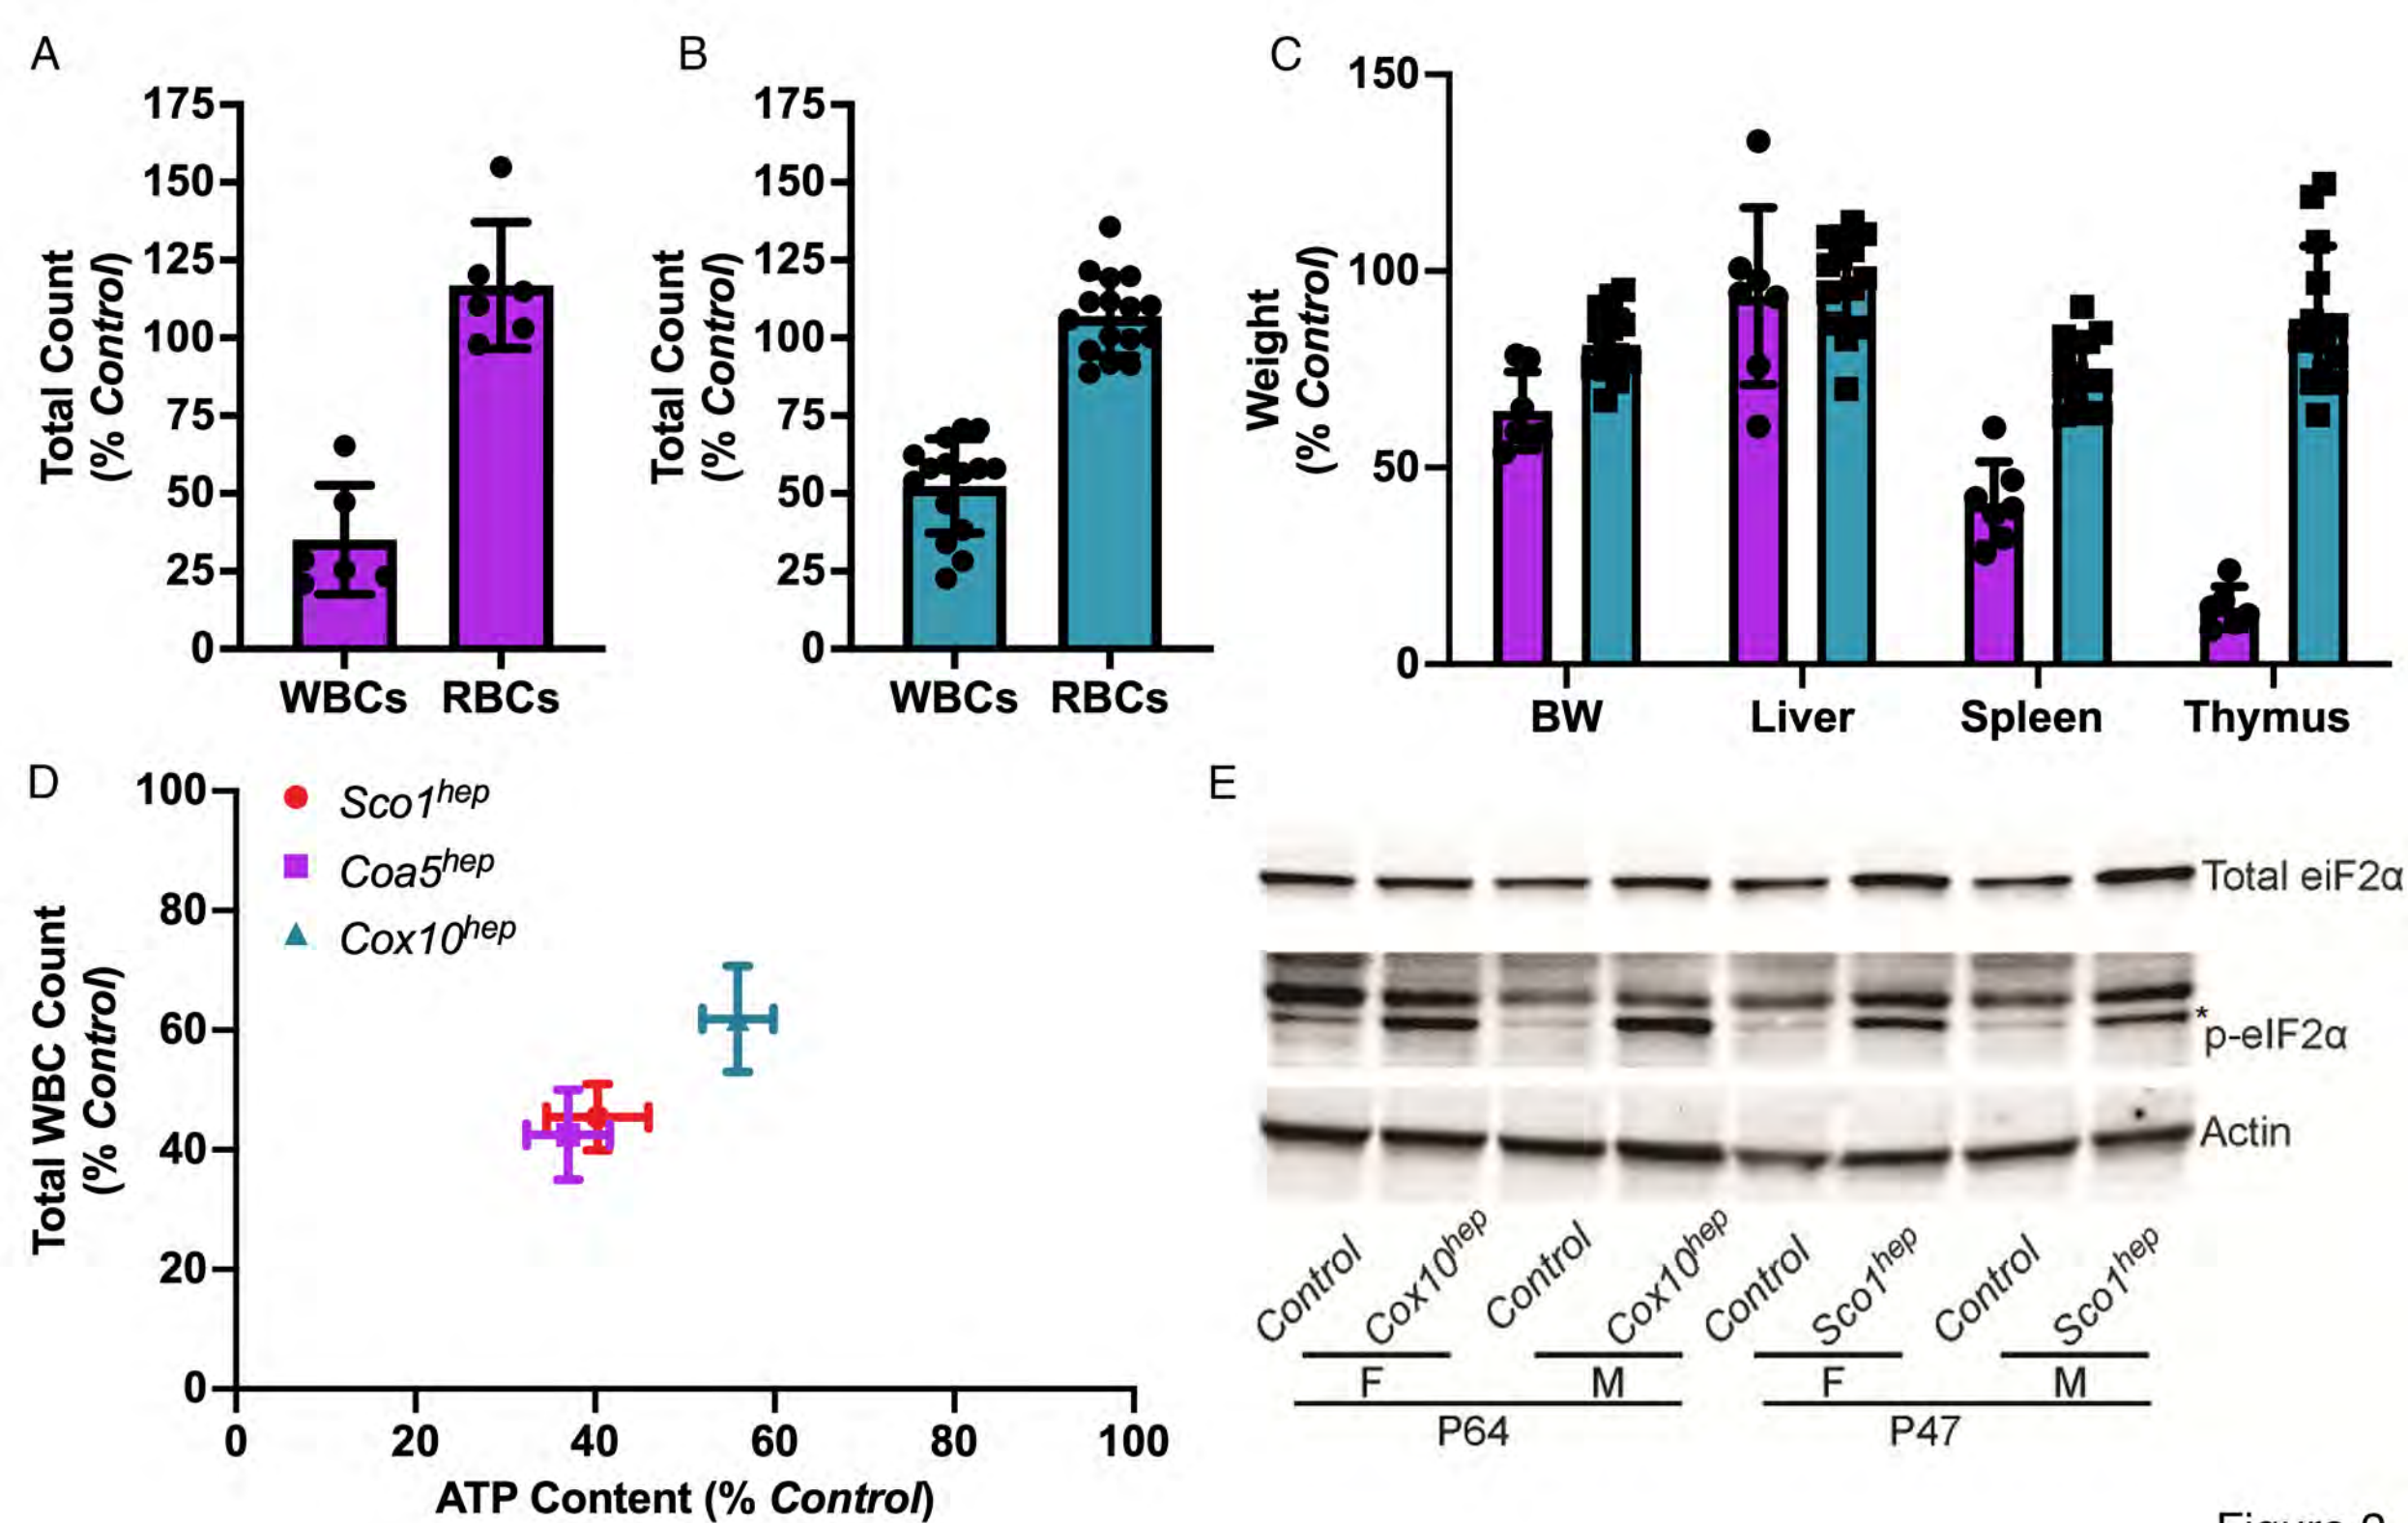 A
Total Count
(% Control)
175
150
125
100
75
50
25
0
WBCs RBCs
B
Total Count
(% Control)
175
150
125
100
75
50
25
0
WBCs RBCs
C
Weight
(% Control)
150
100
50
0
BW Liver Spleen Thymus
D
Total WBC Count
(% Control)
100
80
60
40
20
0
Sco1hep
Coa5hep
Cox10hep
0 20 40 60 80 100
ATP Content (% Control)
E
Total eiF2α
*
p-eIF2α
Actin
Control Cox10hep Control Cox10hep Control Sco1hep Control Sco1hep
F M F M
P64 P47